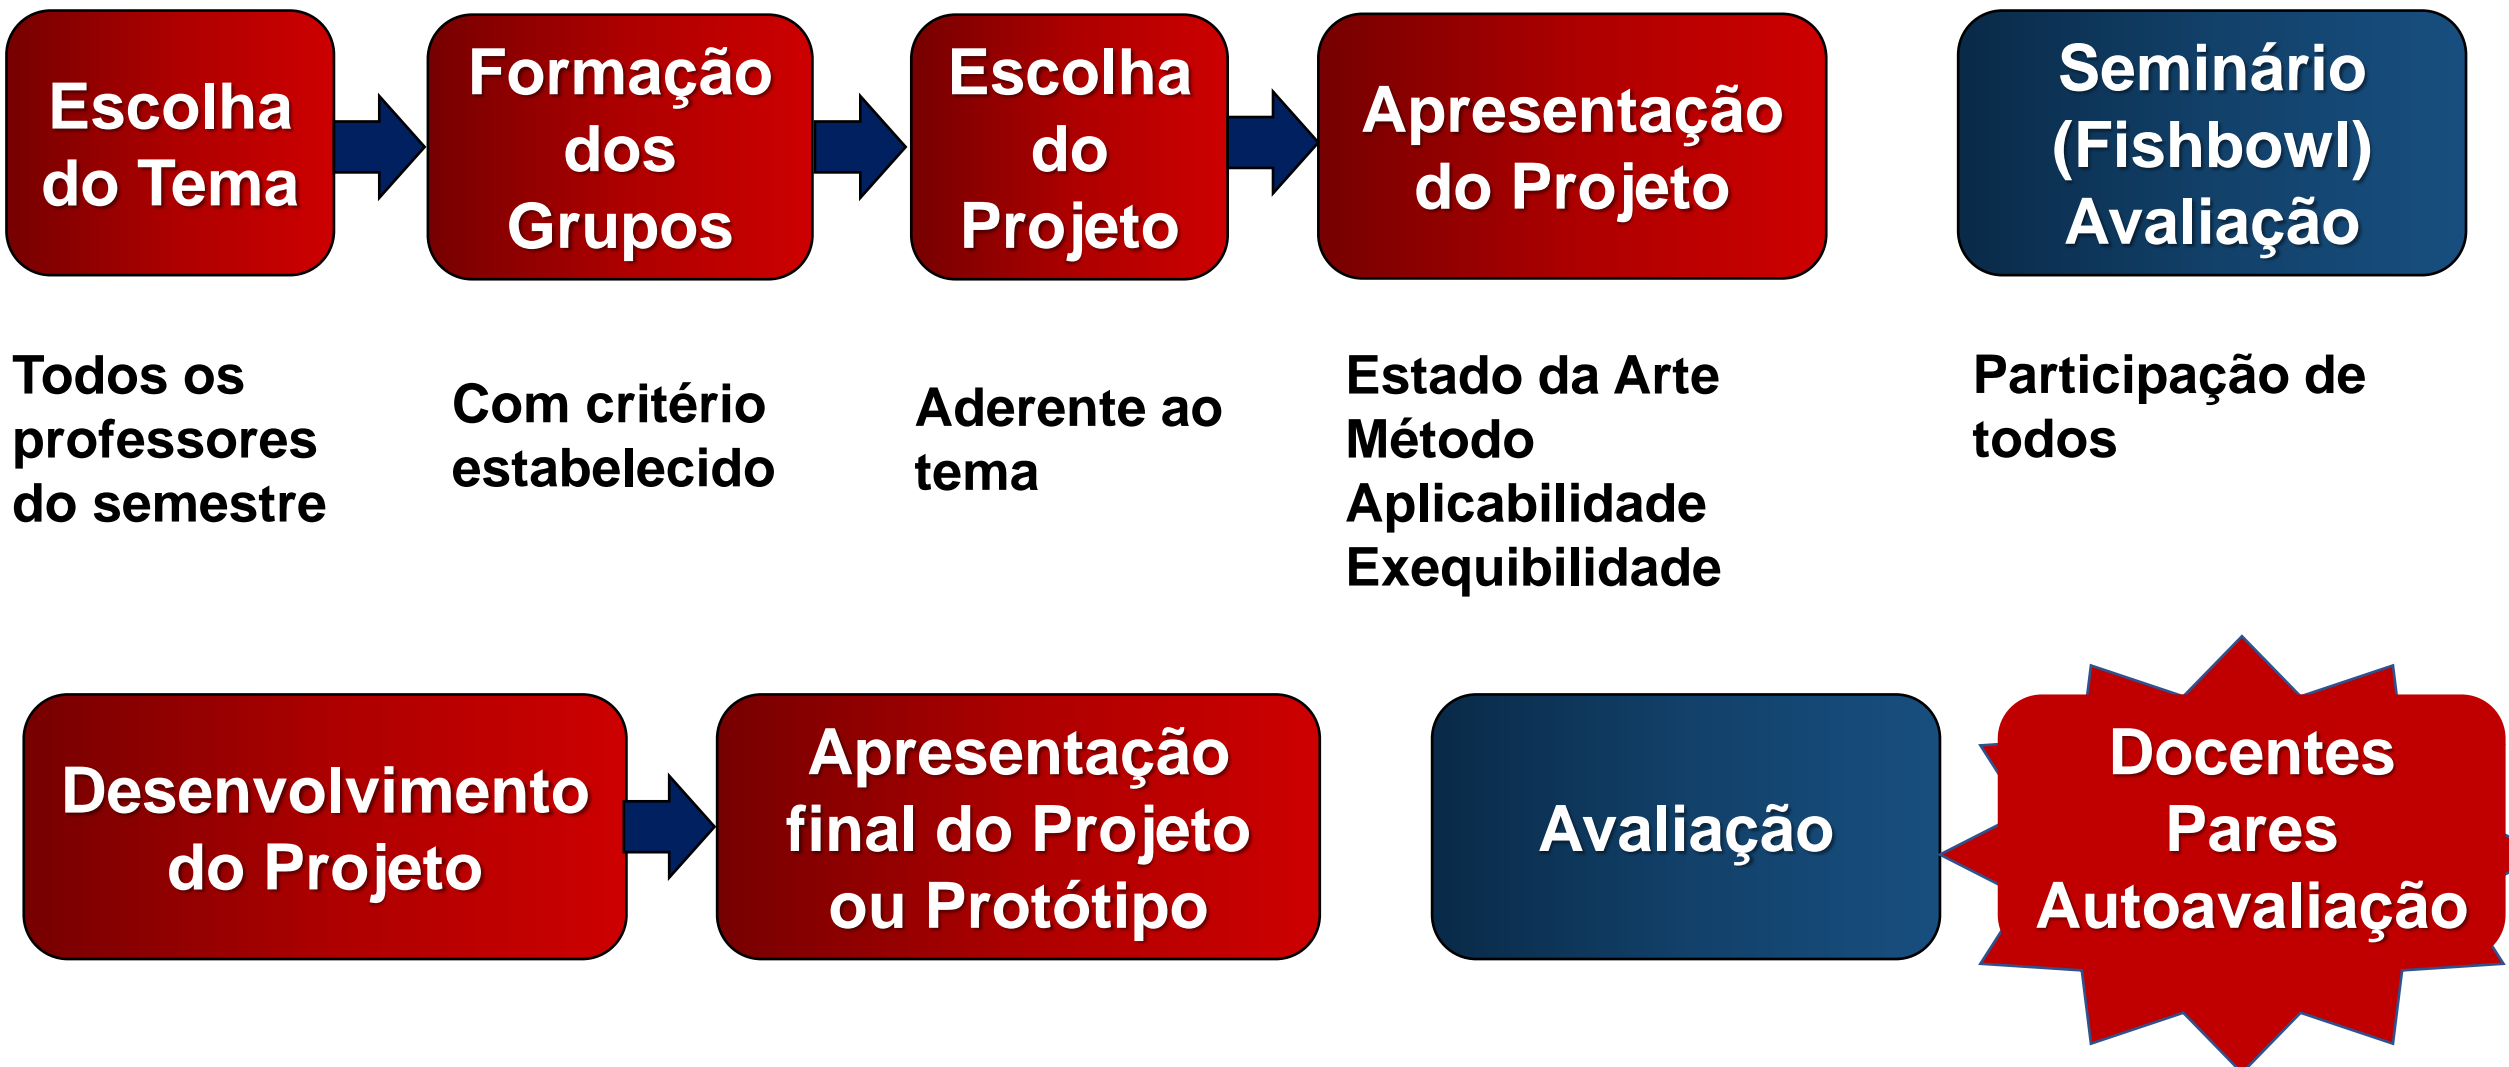 Escolha
do Tema
Formação
dos
Grupos
Escolha
do
Projeto
Apresentação
do Projeto
Seminário
(Fishbowl)
Avaliação
Todos os
professores
do semestre
Com critério
estabelecido
Aderente ao
tema
Estado da Arte
Método
Aplicabilidade
Exequibilidade
Participação de
todos
Desenvolvimento
do Projeto
Apresentação
final do Projeto
ou Protótipo
Avaliação
Docentes
Pares
Autoavaliação